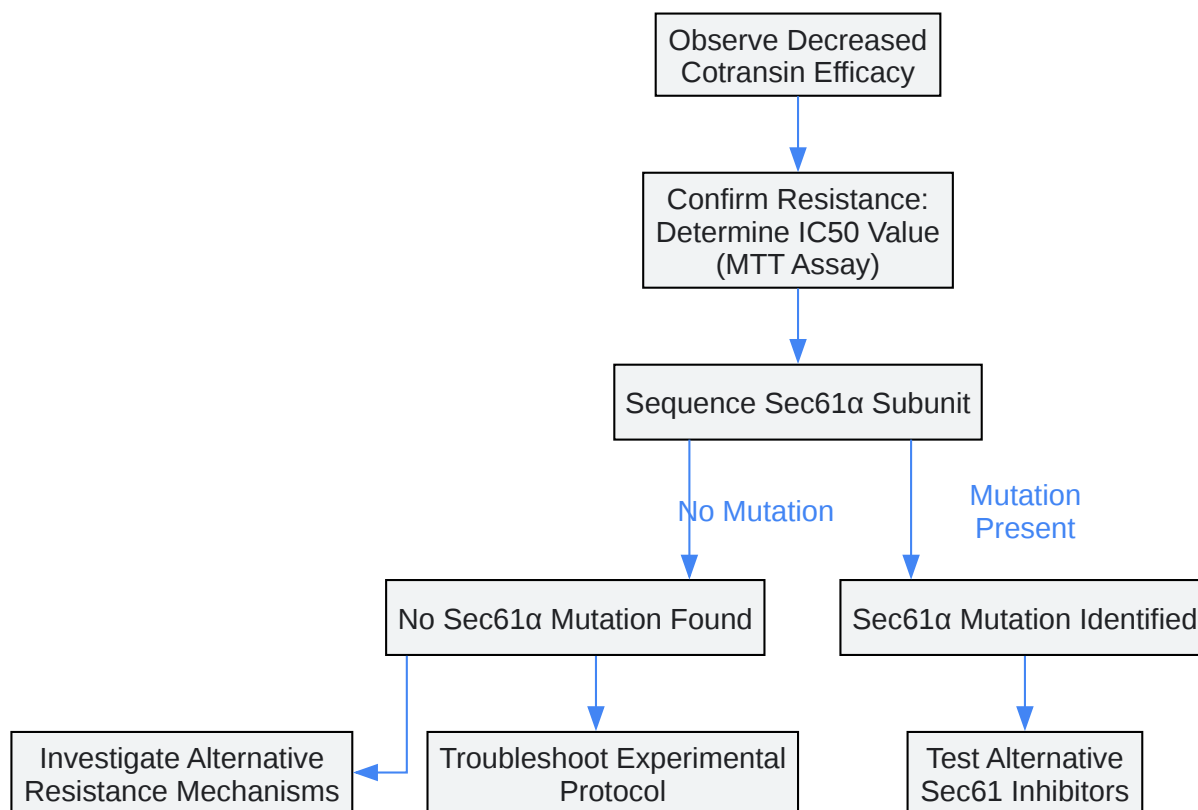 Observe Decreased
Cotransin Efficacy
Confirm Resistance:
Determine IC50 Value
(MTT Assay)
Sequence Sec61α Subunit
No Mutation
Mutation
Present
No Sec61α Mutation Found
Sec61α Mutation Identified
Investigate Alternative
Resistance Mechanisms
Troubleshoot Experimental
Protocol
Test Alternative
Sec61 Inhibitors